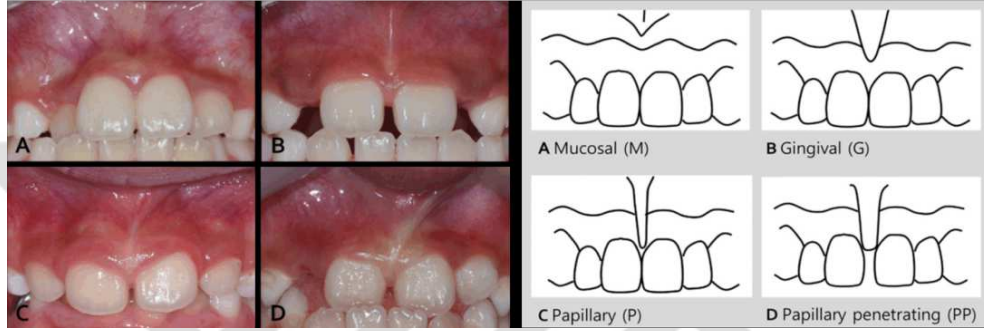 A
B
C
D
A Mucosal (M)
B Gingival (G)
C Papillary (P)
D Papillary penetrating (PP)